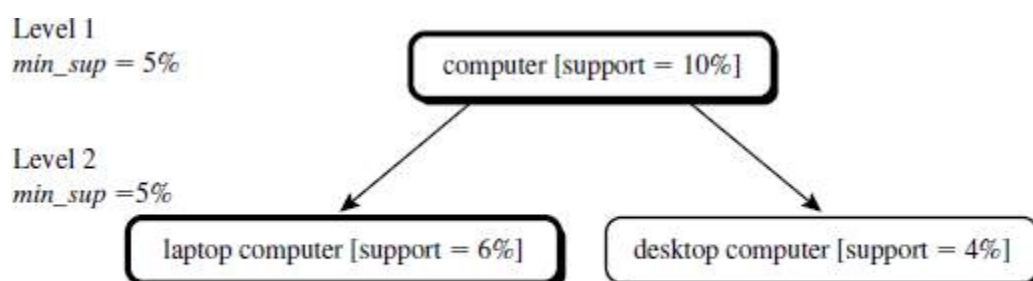 Level 1
min_sup = 5%
computer [support = 10%]
Level 2
min_sup =5%
laptop computer [support = 6%]
desktop computer [support = 4%]